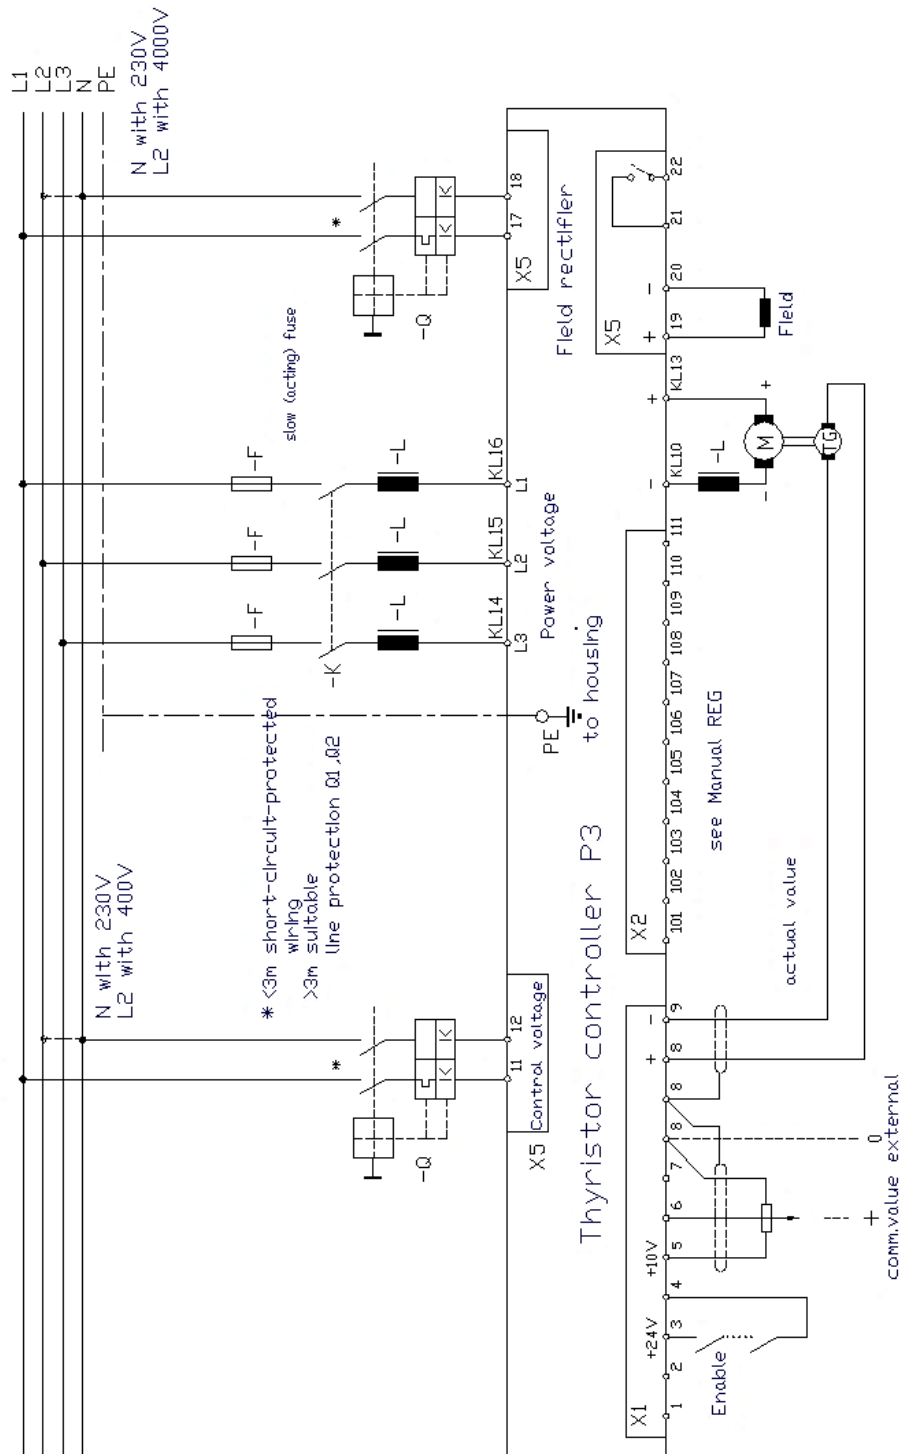 L1
L2
L3
N
PE
N with 230V
L2 with 400V
N with 230V
L2 with 4000V
* <3m short-circuit-protected
wiring
>3m suitable
line protection Q1,Q2
*
-Q
-K
-F
-F
-F
slow (acting) fuse
-L
-L
-L
*
-Q
X5
11
12
Control voltage
PE
to housing
KL14
KL15
KL16
L3
L2
L1
Power voltage
X5
17
18
Field rectifier
Thyristor controller P3
X1
+24V
+10V
+
-
1
2
3
4
5
6
7
8
8
8
9
X2
101
102
103
104
105
106
107
108
109
110
111
see Manual REG
-
+
KL10
KL13
X5
+
-
19
20
21
22
Enable
-L
-
+
M
TG
Field
actual value
+
0
comm.value external